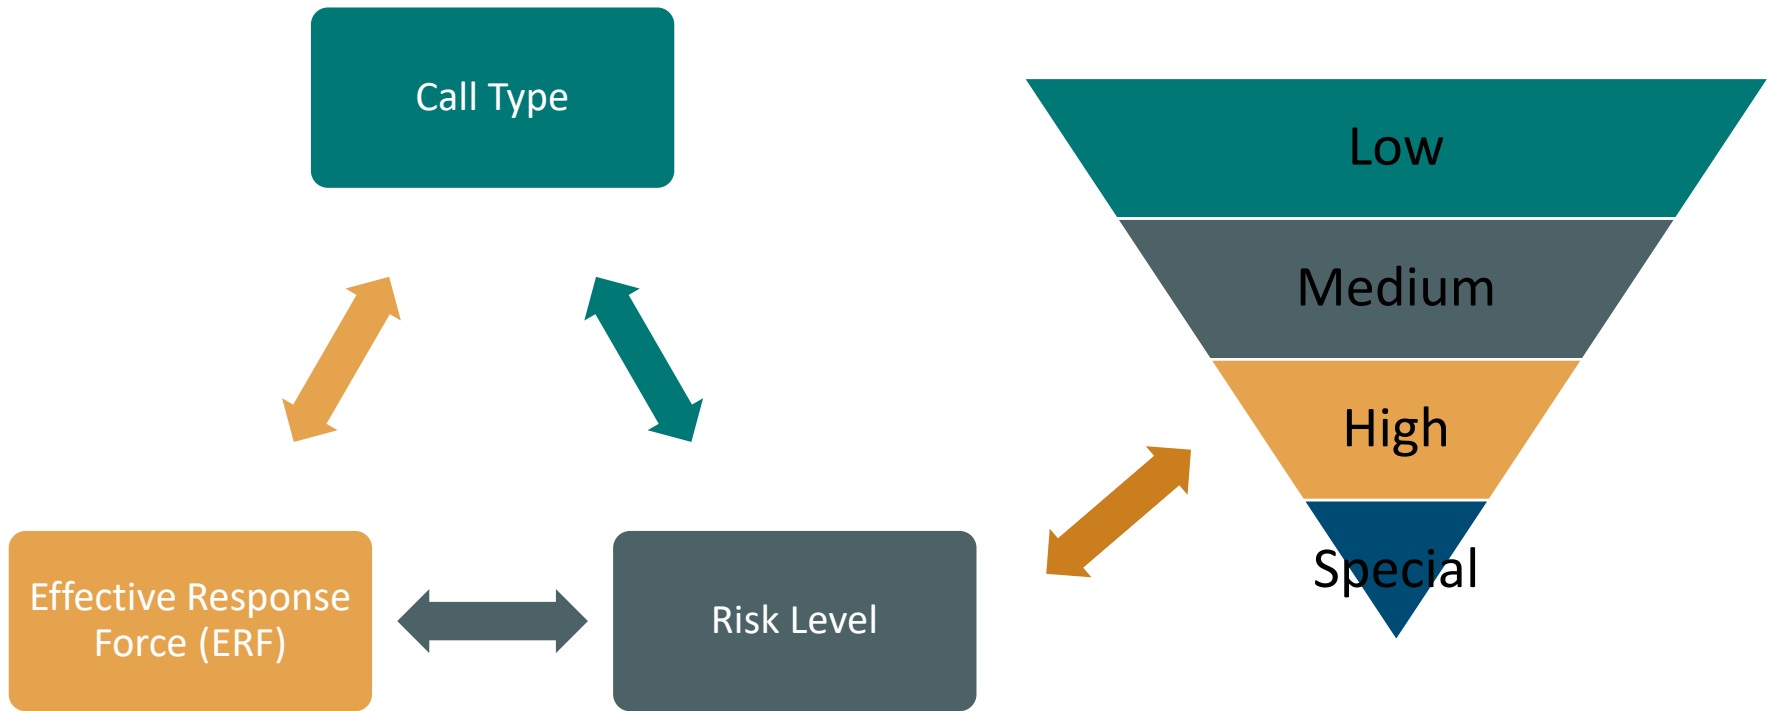 Call Type
Effective Response
Force (ERF)
Risk Level
Low
Medium
High
Special